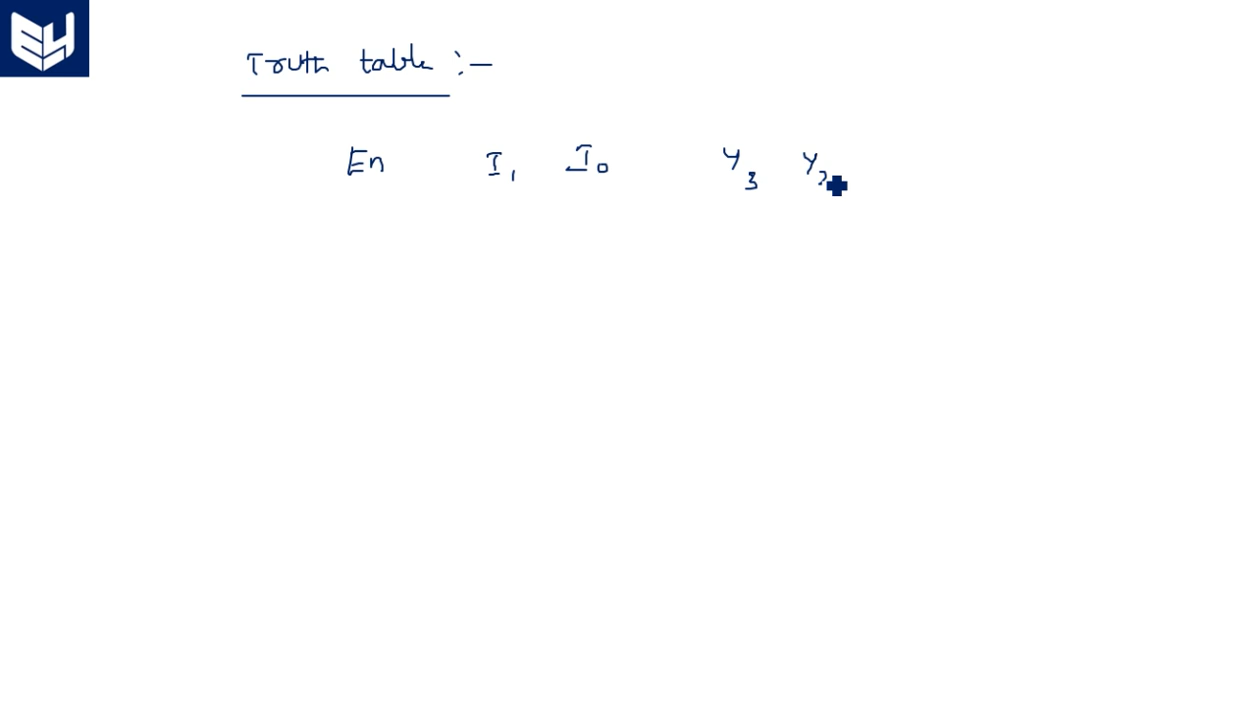 Truth table :-
En I₁ I₀ Y₃ Y₂